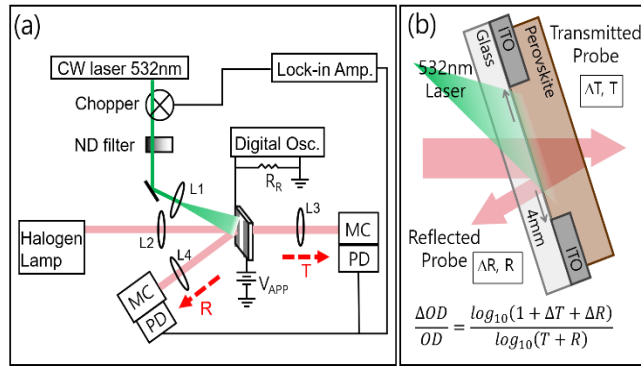 (a)
CW laser 532nm
Lock-in Amp.
Chopper
ND filter
Digital Osc.
R_R
L1
L2
L3
L4
Halogen
Lamp
MC
PD
T
V_APP
MC
PD
R
(b)
Glass
ITO
Perovskite
Transmitted
Probe
ΛT, T
532nm
Laser
4mm
Reflected
Probe
ΛR, R
ITO
ΔOD/OD = log10(1 + ΔT + ΔR)/log10(T + R)